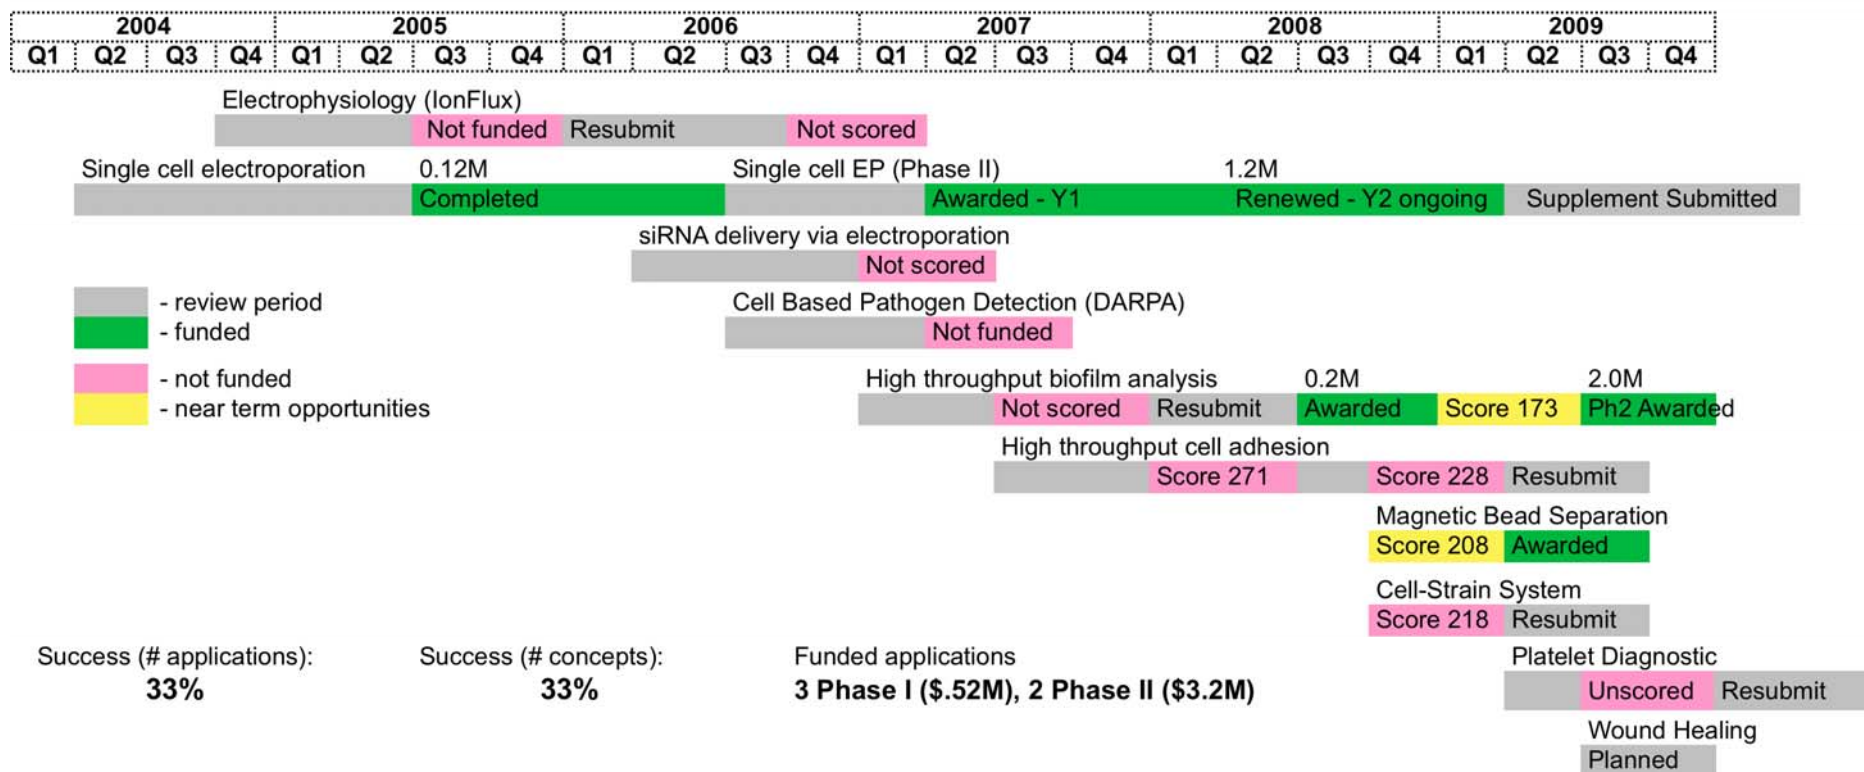 2004 2005 2006 2007 2008 2009
Q1 Q2 Q3 Q4 Q1 Q2 Q3 Q4 Q1 Q2 Q3 Q4 Q1 Q2 Q3 Q4 Q1 Q2 Q3 Q4 Q1 Q2 Q3 Q4
Electrophysiology (IonFlux)
Not funded Resubmit Not scored
Single cell electroporation 0.12M Single cell EP (Phase II) 1.2M
Completed Awarded - Y1 Renewed - Y2 ongoing Supplement Submitted
siRNA delivery via electroporation
Not scored
- review period
- funded
- not funded
- near term opportunities
Cell Based Pathogen Detection (DARPA)
Not funded
High throughput biofilm analysis 0.2M 2.0M
Not scored Resubmit Awarded Score 173 Ph2 Awarded
High throughput cell adhesion
Score 271 Score 228 Resubmit
Magnetic Bead Separation
Score 208 Awarded
Cell-Strain System
Score 218 Resubmit
Success (# applications):
33%
Success (# concepts):
33%
Funded applications
3 Phase I ($.52M), 2 Phase II ($3.2M)
Platelet Diagnostic
Unscored Resubmit
Wound Healing
Planned